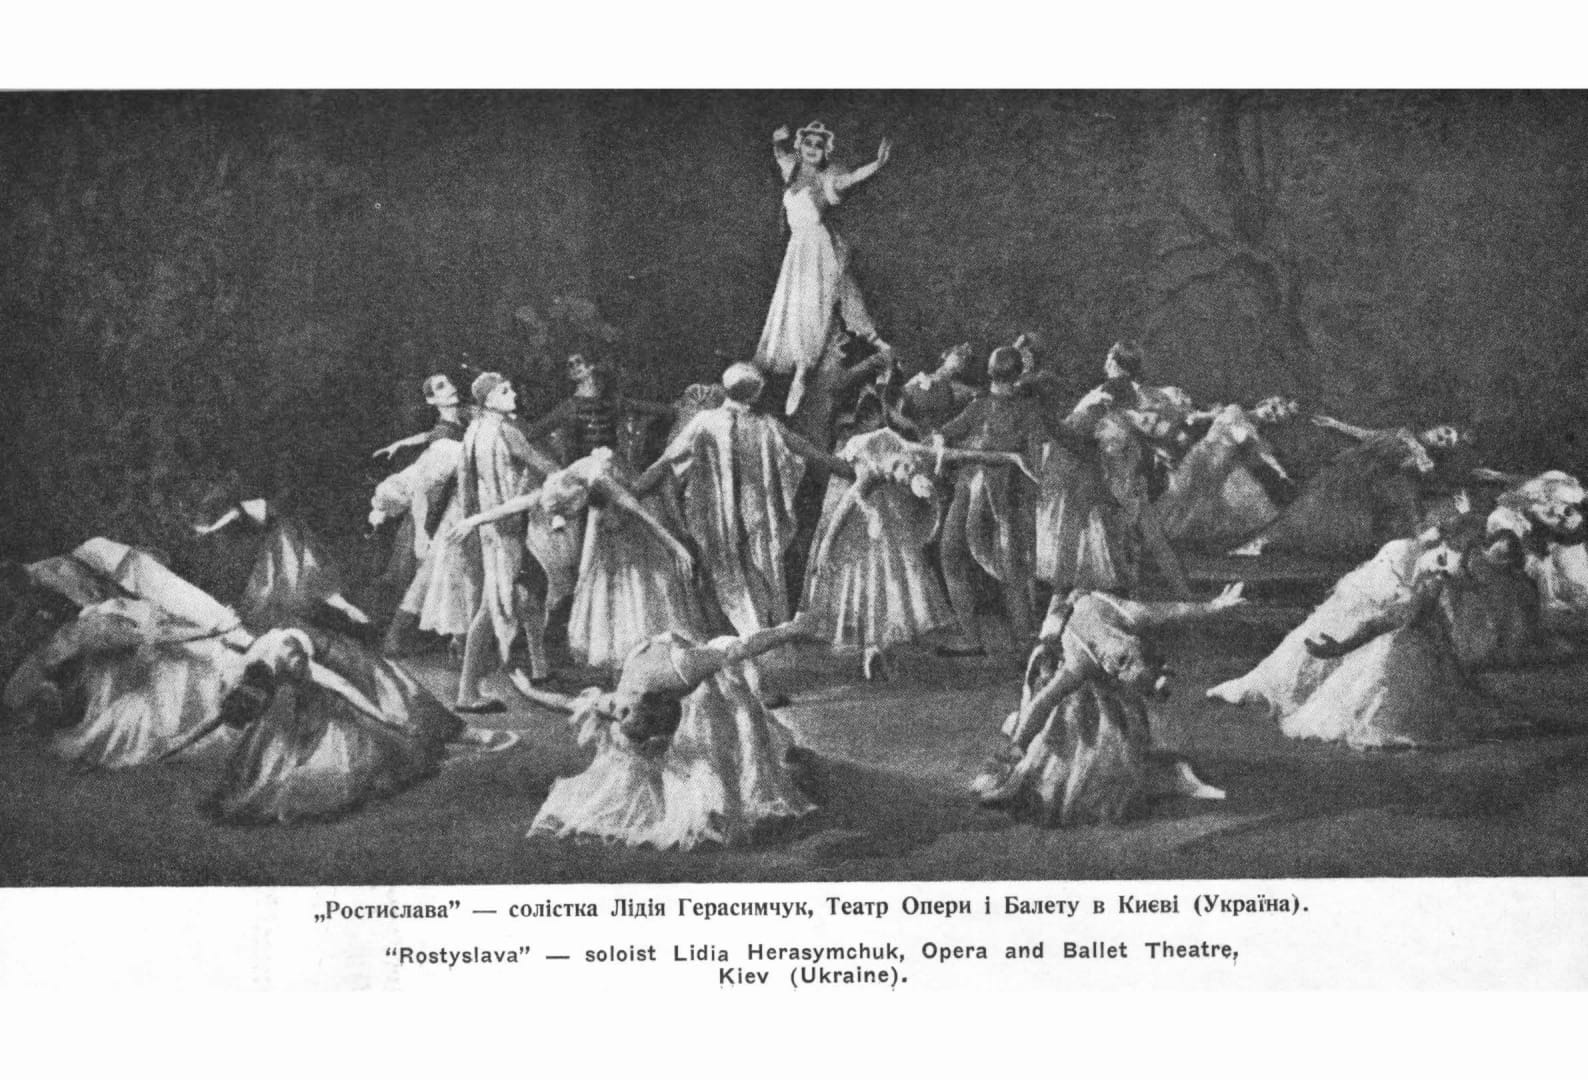 „Ростислава” — солістка Лідія Герасимчук, Театр Опери і Балету в Києві (Україна).
“Rostyslava” — soloist Lidia Herasymchuk, Opera and Ballet Theatre,
Kiev (Ukraine).